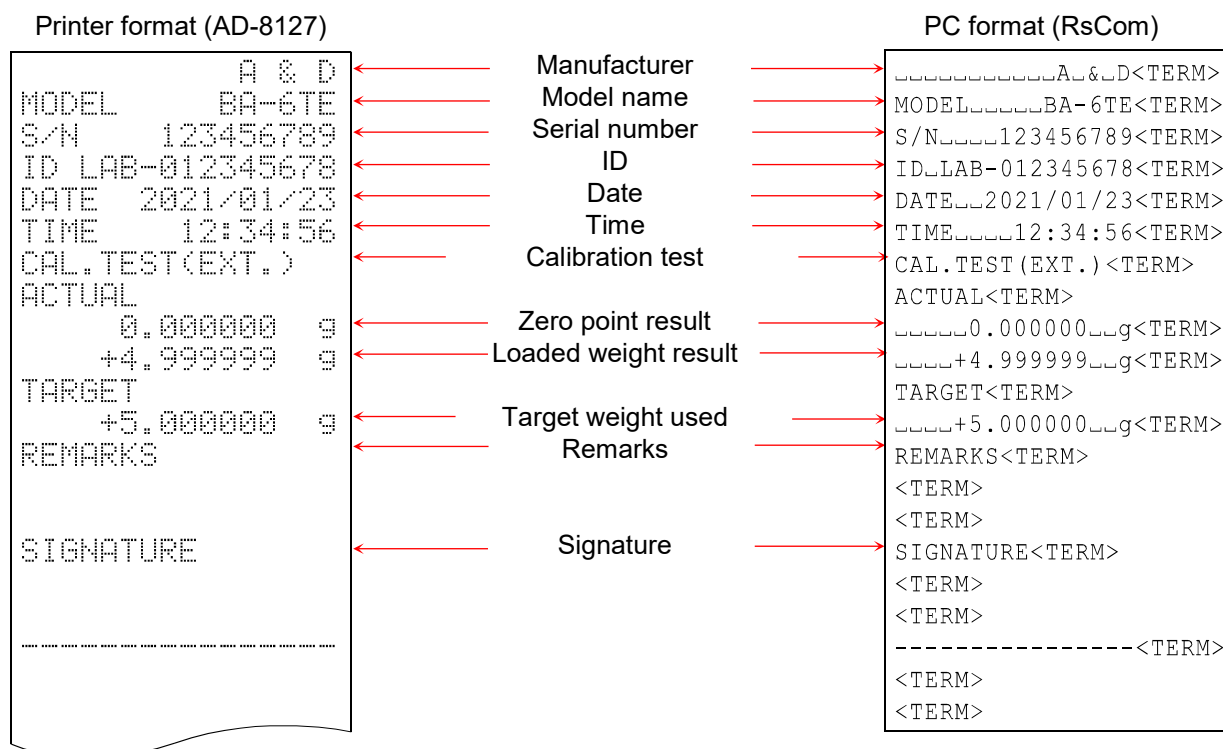 Printer format (AD-8127)
A & D
MODEL BA-6TE
S/N 123456789
ID LAB-012345678
DATE 2021/01/23
TIME 12:34:56
CAL.TEST(EXT.)
ACTUAL
0.000000 g
+4.999999 g
TARGET
+5.000000 g
REMARKS
SIGNATURE
Manufacturer
Model name
Serial number
ID
Date
Time
Calibration test
Zero point result
Loaded weight result
Target weight used
Remarks
Signature
PC format (RsCom)
␣␣␣␣␣␣␣␣␣␣␣A␣&␣D<TERM>
MODEL␣␣␣␣␣BA-6TE<TERM>
S/N␣␣␣␣123456789<TERM>
ID␣LAB-012345678<TERM>
DATE␣␣2021/01/23<TERM>
TIME␣␣␣␣12:34:56<TERM>
CAL.TEST(EXT.)<TERM>
ACTUAL<TERM>
␣␣␣␣␣0.000000␣␣g<TERM>
␣␣␣␣+4.999999␣␣g<TERM>
TARGET<TERM>
␣␣␣␣+5.000000␣␣g<TERM>
REMARKS<TERM>
<TERM>
<TERM>
SIGNATURE<TERM>
<TERM>
<TERM>
----------------<TERM>
<TERM>
<TERM>